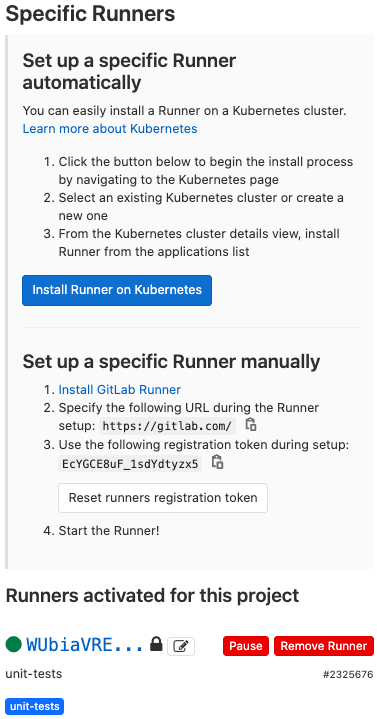 Specific Runners
Set up a specific Runner
automatically
You can easily install a Runner on a Kubernetes cluster.
Learn more about Kubernetes
1. Click the button below to begin the install process
by navigating to the Kubernetes page
2. Select an existing Kubernetes cluster or create a
new one
3. From the Kubernetes cluster details view, install
Runner from the applications list
Install Runner on Kubernetes
Set up a specific Runner manually
1. Install GitLab Runner
2. Specify the following URL during the Runner
setup: https://gitlab.com/
3. Use the following registration token during setup:
EcYGCE8uF_1sdYdtyzx5
Reset runners registration token
4. Start the Runner!
Runners activated for this project
WUbiaVRE... Pause Remove Runner
unit-tests #2325676
unit-tests